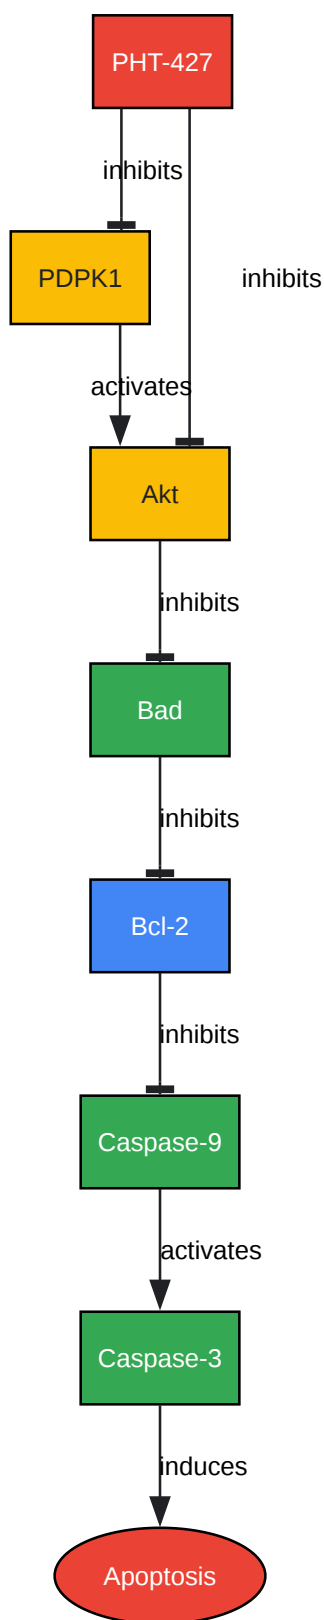 PHT-427
inhibits
PDPK1
inhibits
activates
Akt
inhibits
Bad
inhibits
Bcl-2
inhibits
Caspase-9
activates
Caspase-3
induces
Apoptosis